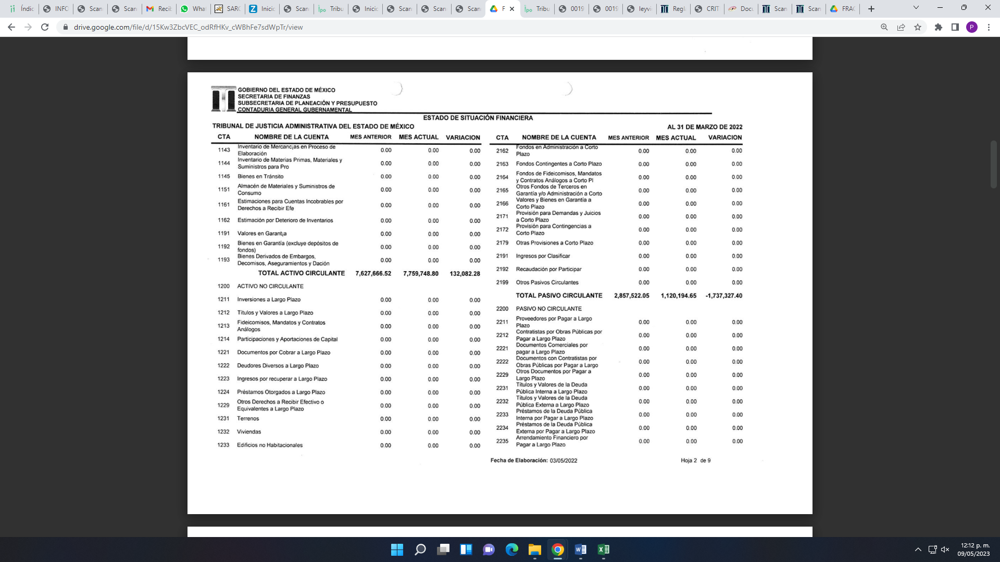 Índic
INFO
Scan
Scan
Recib
What
SARC
Inicio
Scan
Tribu
Inicio
Scan
Scan
Scan
F
Tribu
0019
0019
leyvi
Regla
CRIT
Docu
Scan
Scan
FRAC
drive.google.com/file/d/15Kw3ZbcVEC_odRfHKv_cWBhFe7sdWpTr/view
P
GOBIERNO DEL ESTADO DE MÉXICO
SECRETARIA DE FINANZAS
SUBSECRETARIA DE PLANEACIÓN Y PRESUPUESTO
CONTADURIA GENERAL GUBERNAMENTAL
ESTADO DE SITUACIÓN FINANCIERA
TRIBUNAL DE JUSTICIA ADMINISTRATIVA DEL ESTADO DE MÉXICO
AL 31 DE MARZO DE 2022
CTA NOMBRE DE LA CUENTA MES ANTERIOR MES ACTUAL VARIACION
1143 Inventario de Mercanc¡as en Proceso de
Elaboración 0.00 0.00 0.00
1144 Inventario de Materias Primas, Materiales y
Suministros para Pro 0.00 0.00 0.00
1145 Bienes en Tránsito 0.00 0.00 0.00
1151 Almacén de Materiales y Suministros de
Consumo 0.00 0.00 0.00
1161 Estimaciones para Cuentas Incobrables por
Derechos a Recibir Efe 0.00 0.00 0.00
1162 Estimación por Deterioro de Inventarios 0.00 0.00 0.00
1191 Valores en Garant¡a 0.00 0.00 0.00
1192 Bienes en Garantía (excluye depósitos de
fondos) 0.00 0.00 0.00
1193 Bienes Derivados de Embargos,
Decomisos, Aseguramientos y Dación 0.00 0.00 0.00
TOTAL ACTIVO CIRCULANTE 7,627,666.52 7,759,748.80 132,082.28
1200 ACTIVO NO CIRCULANTE
1211 Inversiones a Largo Plazo 0.00 0.00 0.00
1212 Títulos y Valores a Largo Plazo 0.00 0.00 0.00
1213 Fideicomisos, Mandatos y Contratos
Análogos 0.00 0.00 0.00
1214 Participaciones y Aportaciones de Capital 0.00 0.00 0.00
1221 Documentos por Cobrar a Largo Plazo 0.00 0.00 0.00
1222 Deudores Diversos a Largo Plazo 0.00 0.00 0.00
1223 Ingresos por recuperar a Largo Plazo 0.00 0.00 0.00
1224 Préstamos Otorgados a Largo Plazo 0.00 0.00 0.00
1229 Otros Derechos a Recibir Efectivo o
Equivalentes a Largo Plazo 0.00 0.00 0.00
1231 Terrenos 0.00 0.00 0.00
1232 Viviendas 0.00 0.00 0.00
1233 Edificios no Habitacionales 0.00 0.00 0.00
CTA NOMBRE DE LA CUENTA MES ANTERIOR MES ACTUAL VARIACION
2162 Fondos en Administración a Corto
Plazo 0.00 0.00 0.00
2163 Fondos Contingentes a Corto Plazo 0.00 0.00 0.00
2164 Fondos de Fideicomisos, Mandatos
y Contratos Análogos a Corto Pl 0.00 0.00 0.00
2165 Otros Fondos de Terceros en
Garantía y/o Administración a Corto 0.00 0.00 0.00
2166 Valores y Bienes en Garantía a
Corto Plazo 0.00 0.00 0.00
2171 Provisión para Demandas y Juicios
a Corto Plazo 0.00 0.00 0.00
2172 Provisión para Contingencias a
Corto Plazo 0.00 0.00 0.00
2179 Otras Provisiones a Corto Plazo 0.00 0.00 0.00
2191 Ingresos por Clasificar 0.00 0.00 0.00
2192 Recaudación por Participar 0.00 0.00 0.00
2199 Otros Pasivos Circulantes 0.00 0.00 0.00
TOTAL PASIVO CIRCULANTE 2,857,522.05 1,120,194.65 -1,737,327.40
2200 PASIVO NO CIRCULANTE
2211 Proveedores por Pagar a Largo
Plazo 0.00 0.00 0.00
2212 Contratistas por Obras Públicas por
Pagar a Largo Plazo 0.00 0.00 0.00
2221 Documentos Comerciales por
pagar a Largo Plazo 0.00 0.00 0.00
2222 Documentos con Contratistas por
Obras Públicas por Pagar a Largo 0.00 0.00 0.00
2229 Otros Documentos por Pagar a
Largo Plazo 0.00 0.00 0.00
2231 Títulos y Valores de la Deuda
Pública Interna a Largo Plazo 0.00 0.00 0.00
2232 Títulos y Valores de la Deuda
Pública Externa a Largo Plazo 0.00 0.00 0.00
2233 Préstamos de la Deuda Pública
Interna por Pagar a Largo Plazo 0.00 0.00 0.00
2234 Préstamos de la Deuda Pública
Externa por Pagar a Largo Plazo 0.00 0.00 0.00
2235 Arrendamiento Financiero por
Pagar a Largo Plazo 0.00 0.00 0.00
Fecha de Elaboración: 03/05/2022
Hoja 2 de 9
12:12 p. m.
09/05/2023